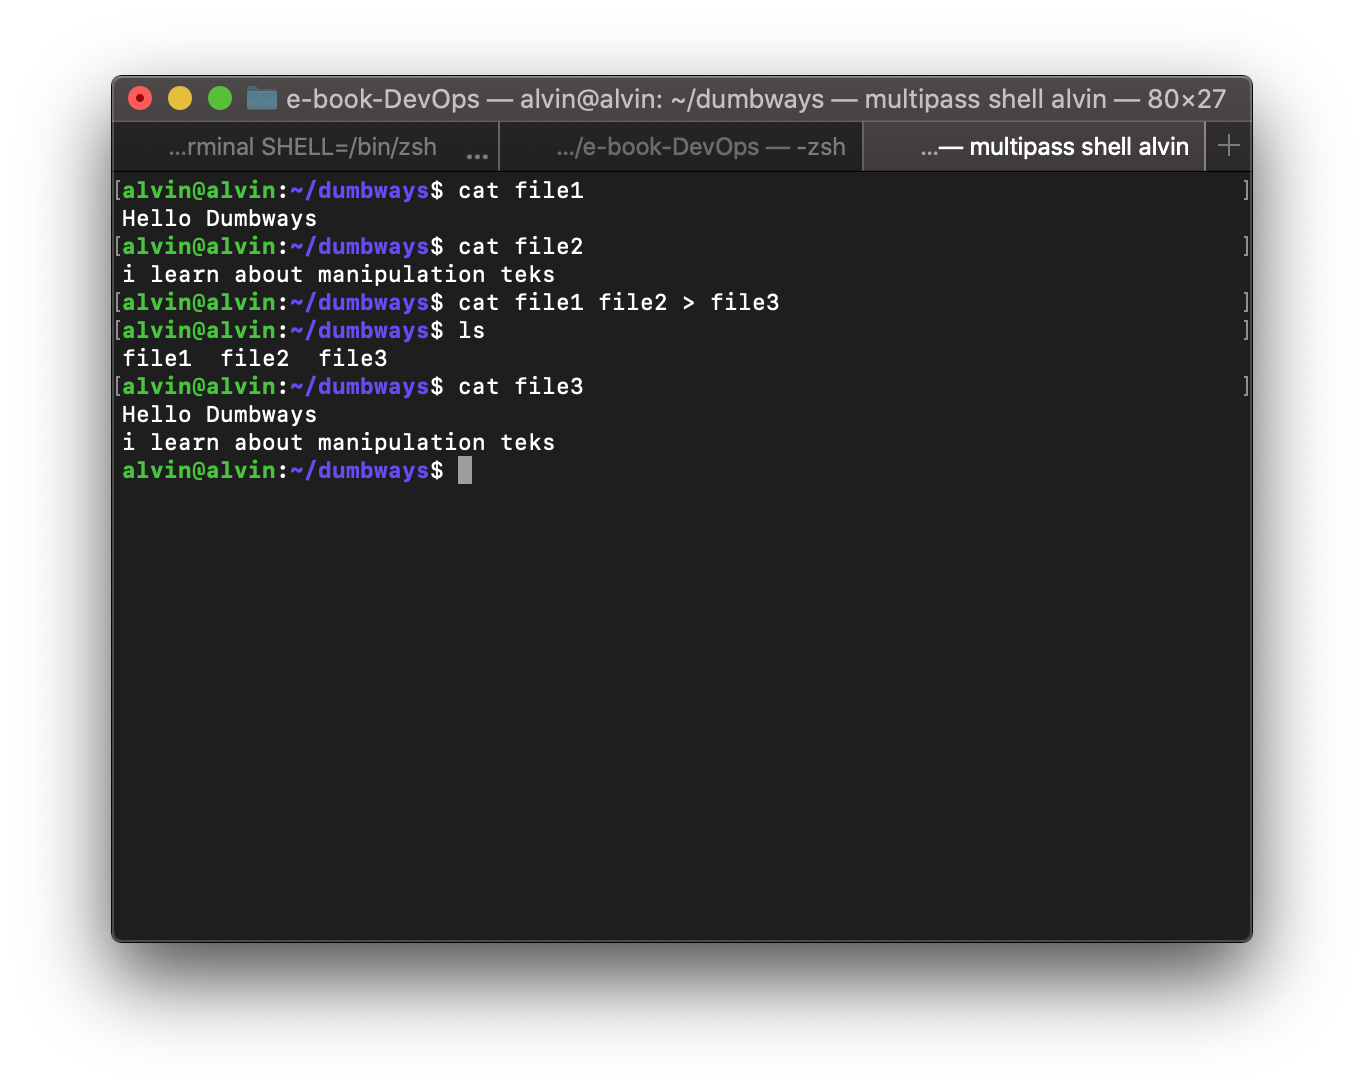 e-book-DevOps — alvin@alvin: ~/dumbways — multipass shell alvin — 80×27
...rminal SHELL=/bin/zsh ... .../e-book-DevOps — -zsh ...— multipass shell alvin +
[alvin@alvin:~/dumbways$ cat file1 ]
Hello Dumbways
[alvin@alvin:~/dumbways$ cat file2 ]
i learn about manipulation teks
[alvin@alvin:~/dumbways$ cat file1 file2 > file3 ]
[alvin@alvin:~/dumbways$ ls ]
file1  file2  file3
[alvin@alvin:~/dumbways$ cat file3 ]
Hello Dumbways
i learn about manipulation teks
alvin@alvin:~/dumbways$